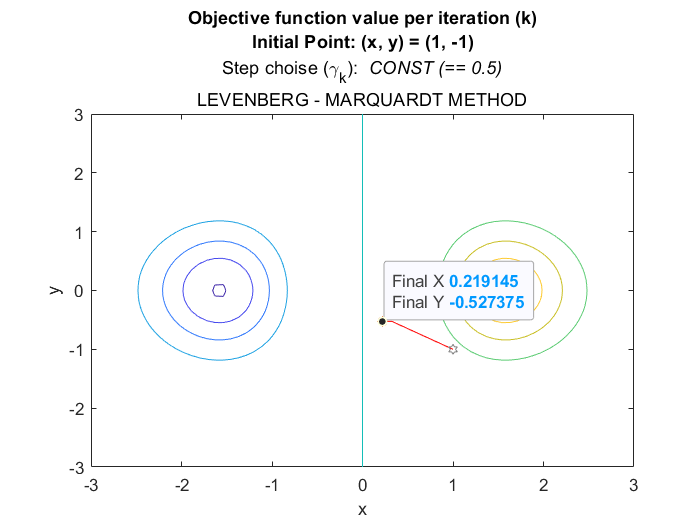 Objective function value per iteration (k)
Initial Point: (x, y) = (1, -1)
Step choise (γk): CONST (== 0.5)
LEVENBERG - MARQUARDT METHOD
3
2
1
0
-1
-2
-3
y
Final X 0.219145
Final Y -0.527375
-3 -2 -1 0 1 2 3
x